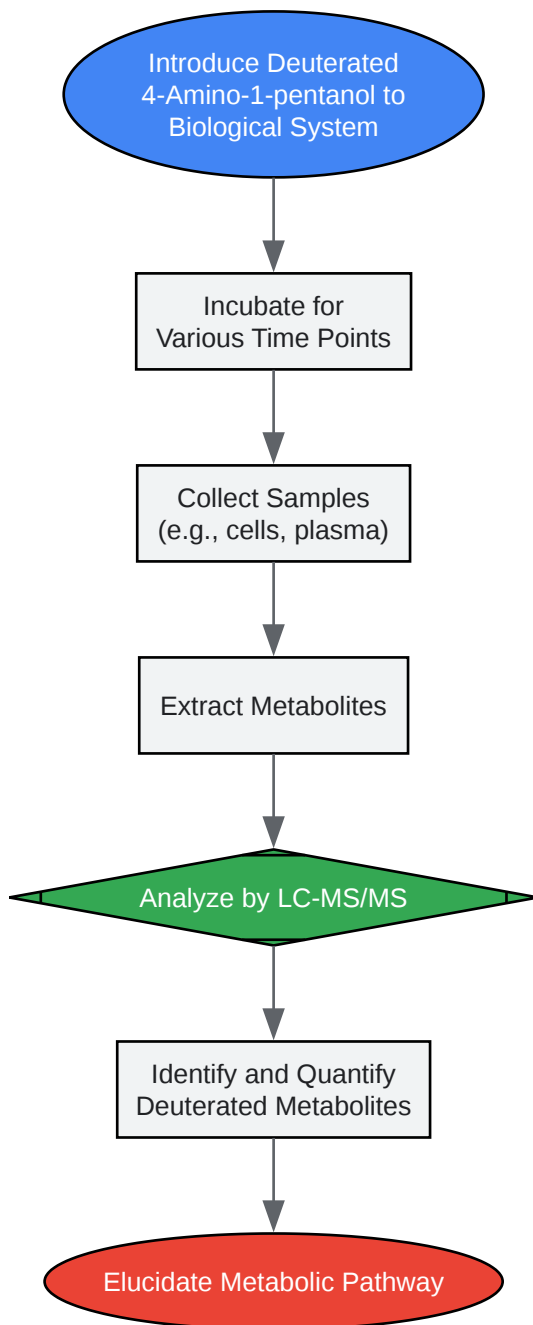 Introduce Deuterated
4-Amino-1-pentanol to
Biological System
Incubate for
Various Time Points
Collect Samples
(e.g., cells, plasma)
Extract Metabolites
Analyze by LC-MS/MS
Identify and Quantify
Deuterated Metabolites
Elucidate Metabolic Pathway